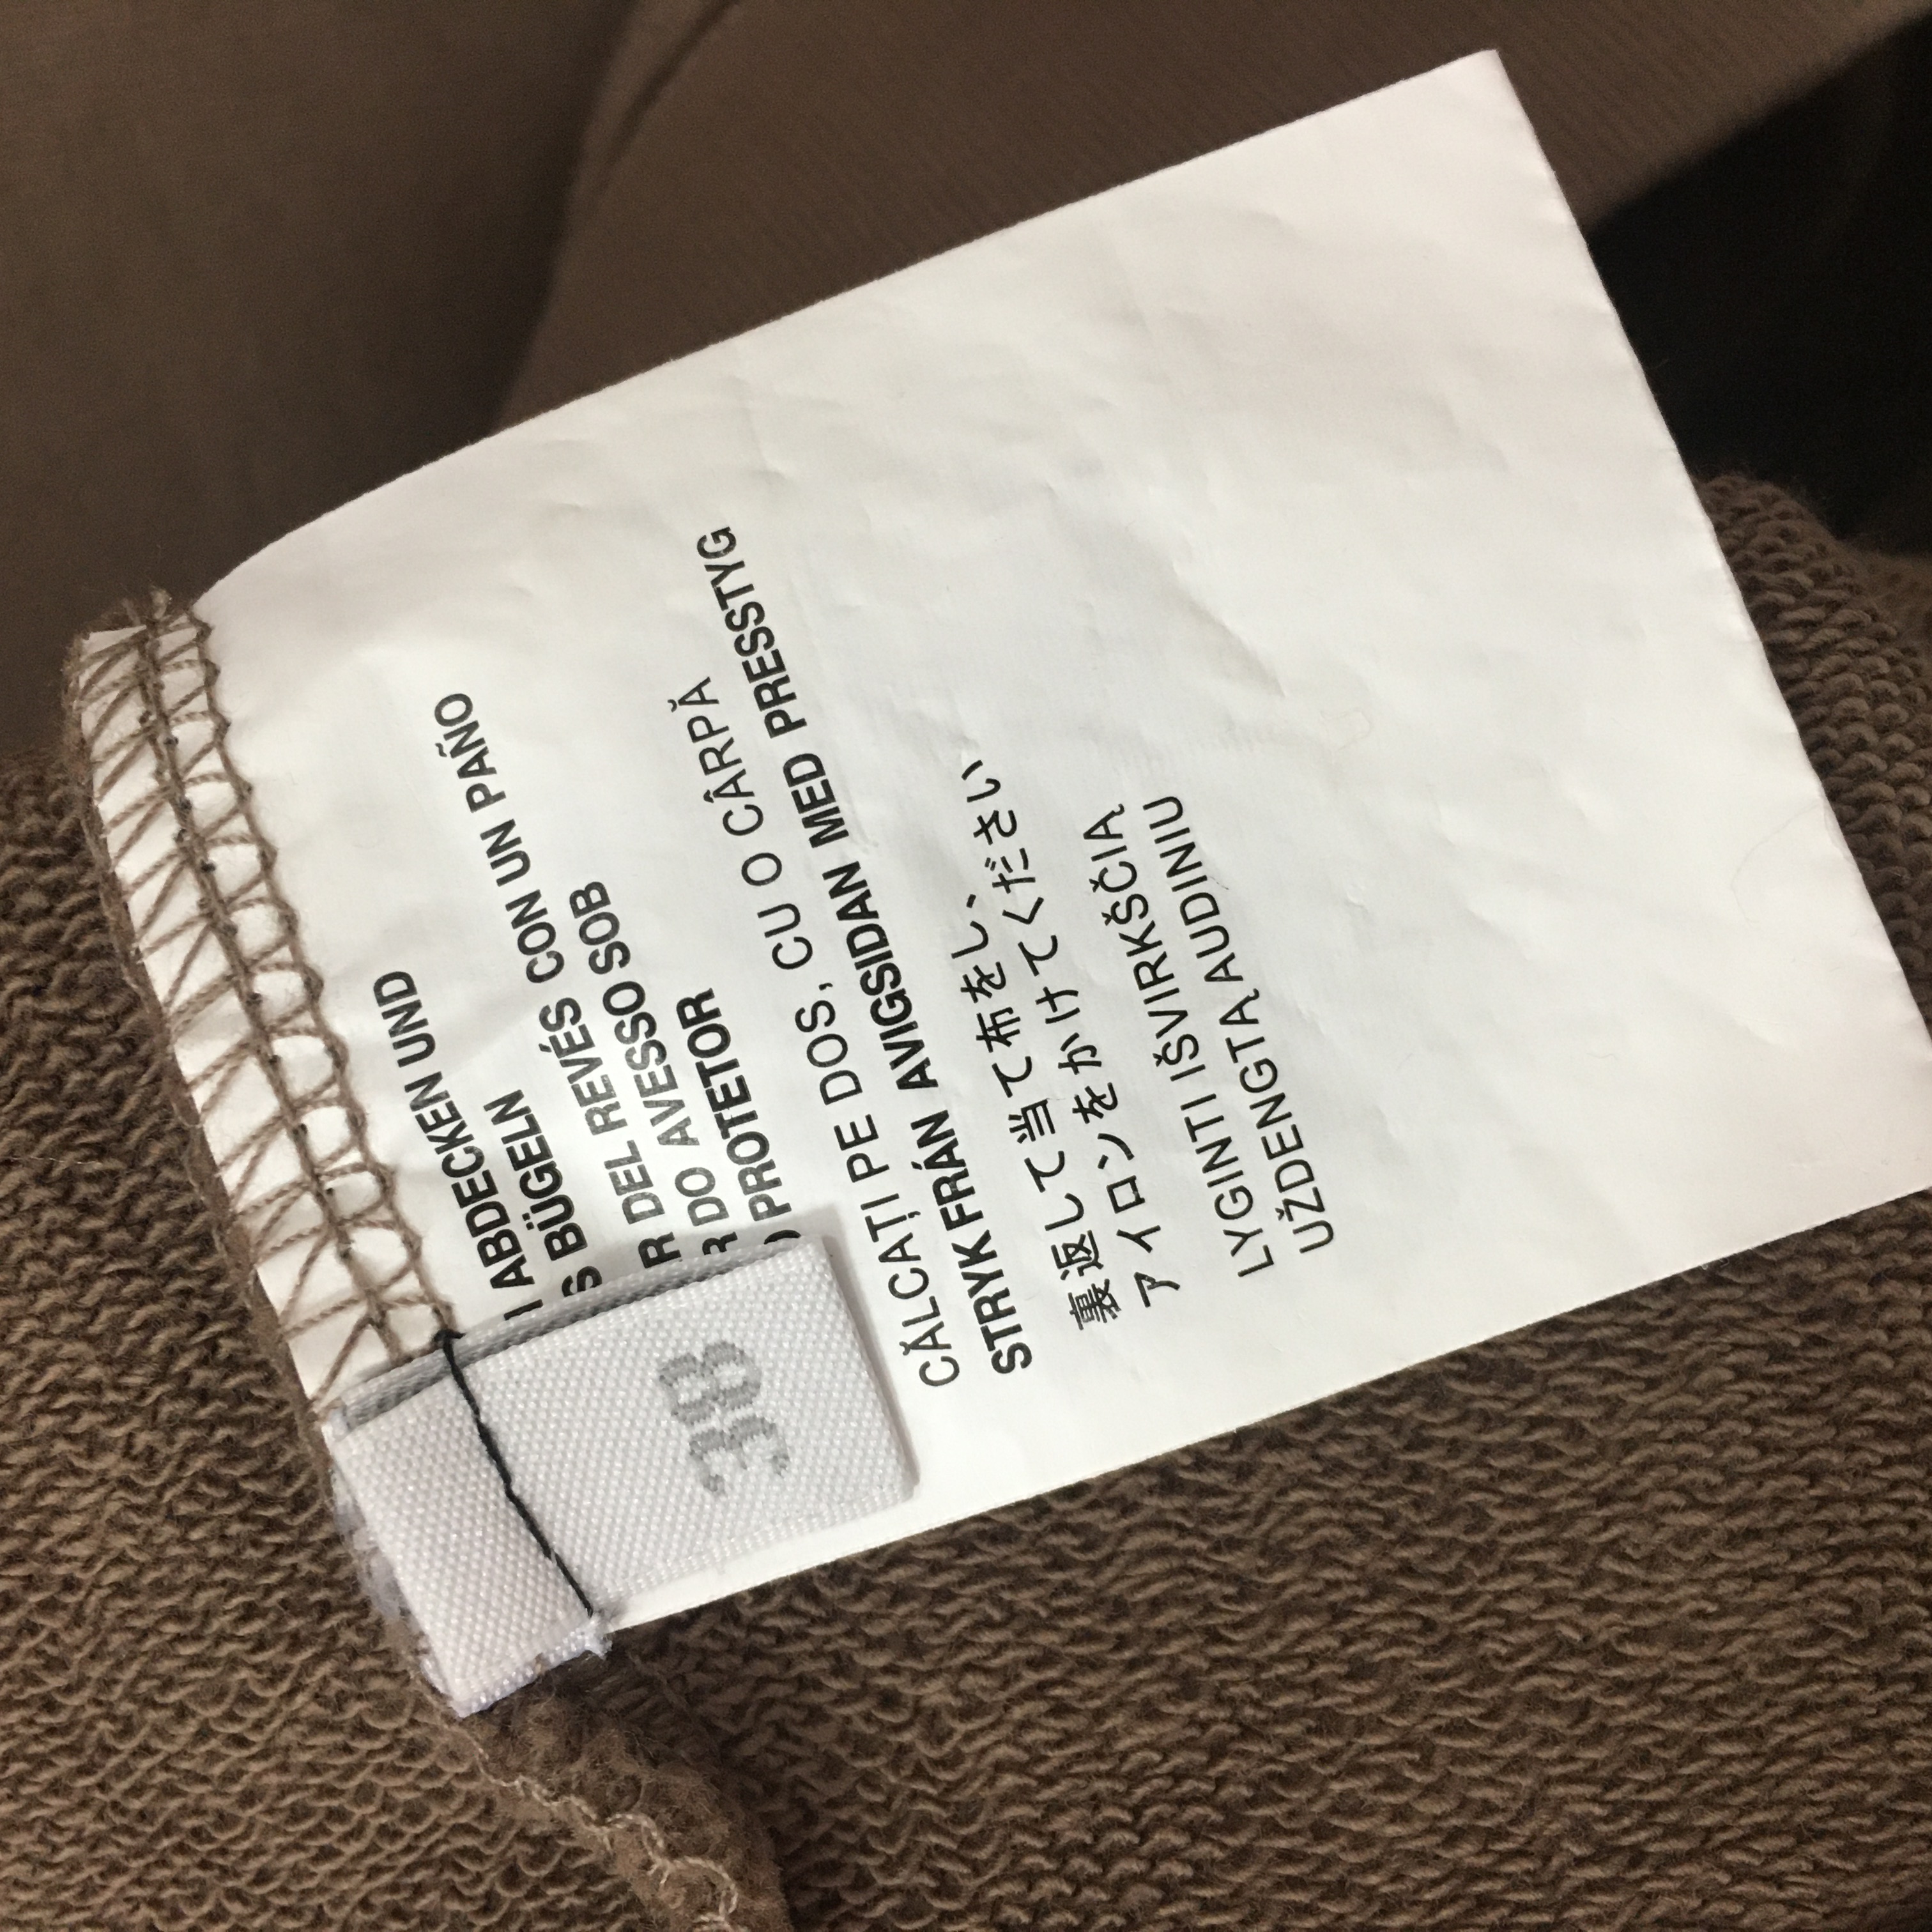 ABDECKEN UND
BÜGELN
DEL REVÉS CON UN PAÑO
DO AVESSO SOB
PROTETOR
CĂLCAȚI PE DOS, CU O CÂRPĂ
STRYK FRÅN AVIGSIDAN MED PRESSTYG
裏返して当て布をし、
アイロンをかけてください
LYGINTI IŠVIRKŠČIA
UŽDENGTA AUDINIU
38